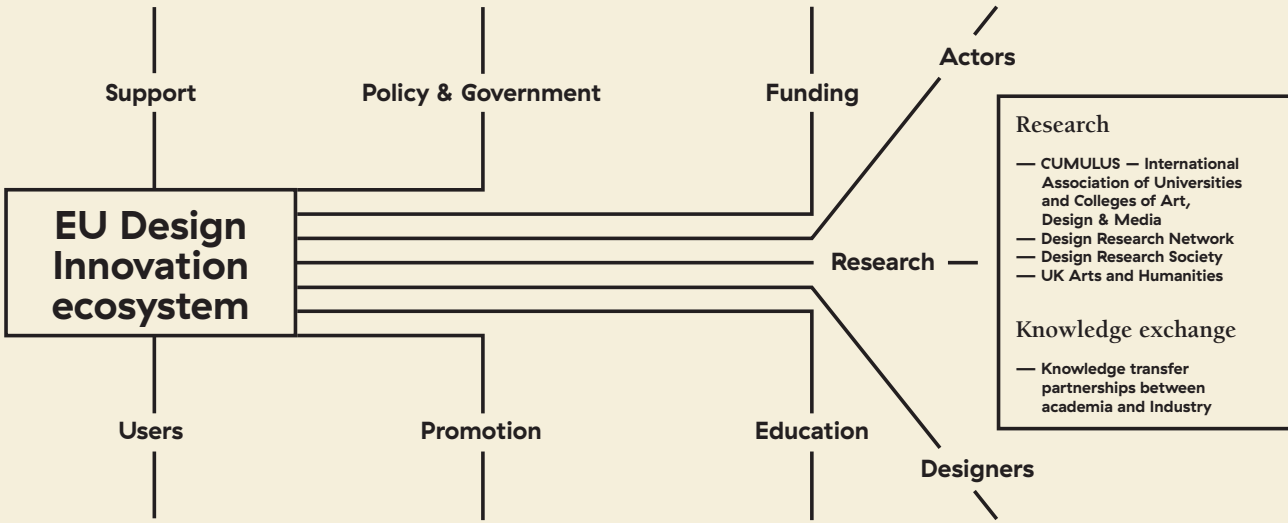 Support
Policy & Government
Funding
Actors
EU Design
Innovation
ecosystem
Research
Users
Promotion
Education
Designers
Research
— CUMULUS — International
Association of Universities
and Colleges of Art,
Design & Media
— Design Research Network
— Design Research Society
— UK Arts and Humanities
Knowledge exchange
— Knowledge transfer
partnerships between
academia and Industry